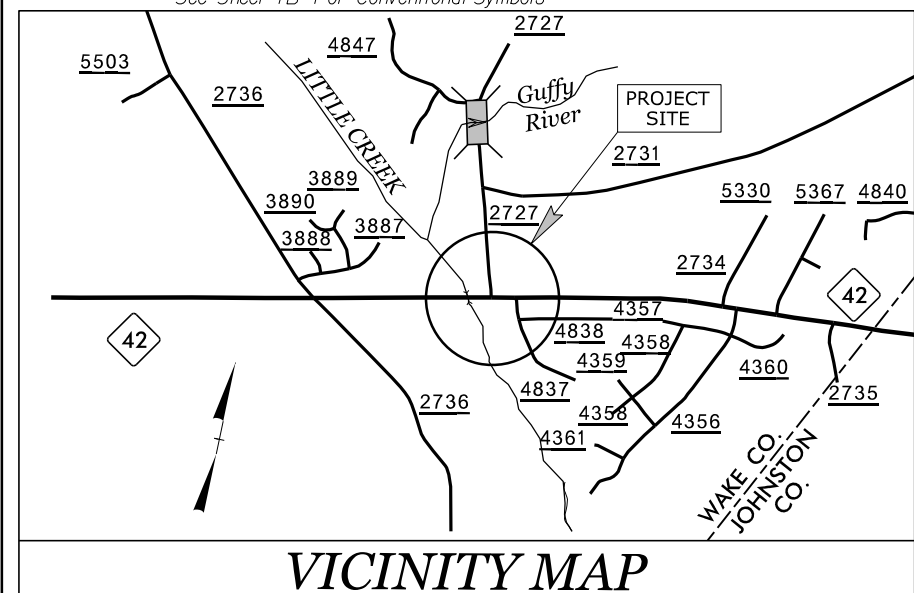 See Sheet 1B-1 For Conventional Symbols
2727
4847
5503
2736
LITTLE CREEK
Guffy
River
PROJECT
SITE
2731
3889
3890
3887
3888
2727
5330
5367
4840
2734
42
42
4357
4838
4358
4359
4360
4837
2735
2736
4358
4356
4361
WAKE CO.
JOHNSTON
CO.
VICINITY MAP